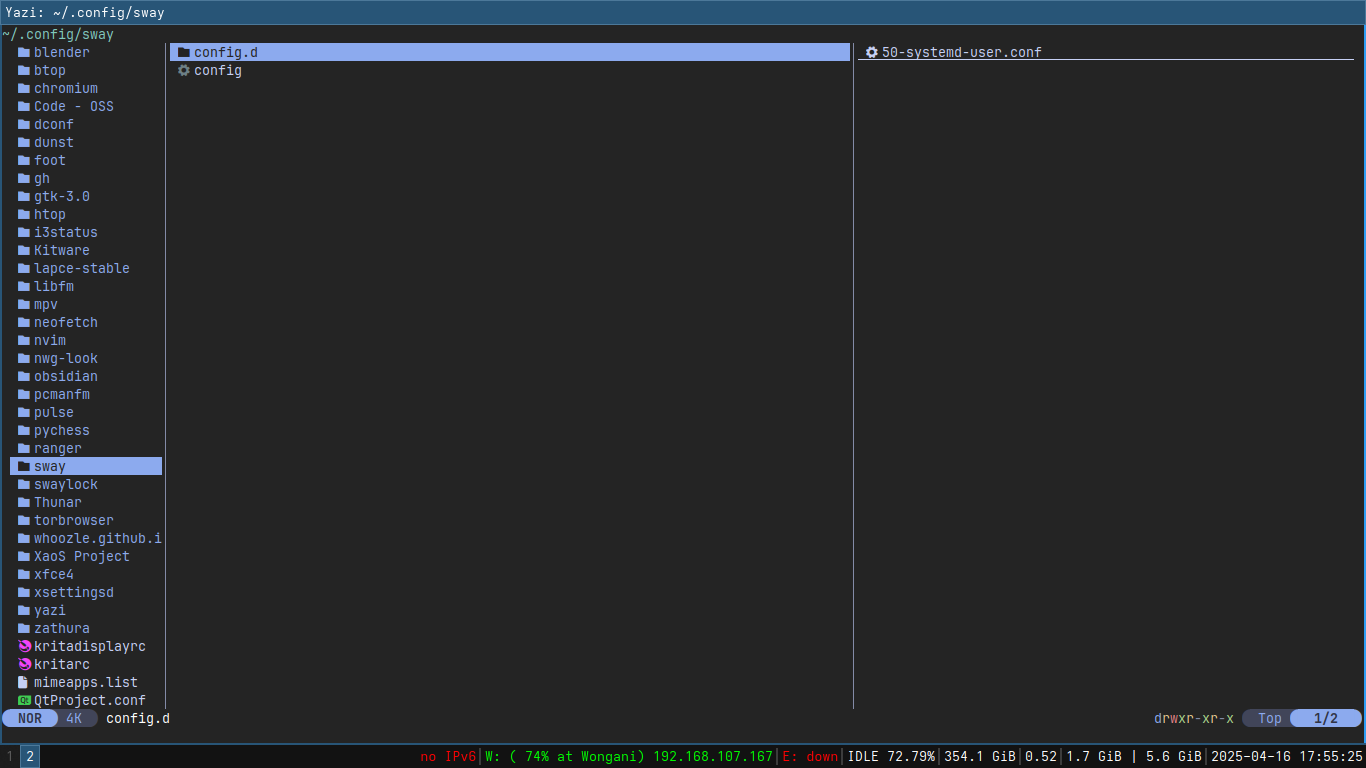 Yazi: ~/.config/sway
~/.config/sway
blender
btop
chromium
Code - OSS
dconf
dunst
foot
gh
gtk-3.0
htop
i3status
Kitware
lapce-stable
libfm
mpv
neofetch
nvim
nwg-look
obsidian
pcmanfm
pulse
pychess
ranger
sway
swaylock
Thunar
torbrowser
whoozle.github.i
XaoS Project
xfce4
xsettingsd
yazi
zathura
kritadisplayrc
kritarc
mimeapps.list
Qt QtProject.conf
config.d
config
50-systemd-user.conf
NOR 4K config.d drwxr-xr-x Top 1/2
1 2 no IPv6|W: ( 74% at Wongani) 192.168.107.167|E: down|IDLE 72.79%|354.1 GiB|0.52|1.7 GiB | 5.6 GiB|2025-04-16 17:55:25